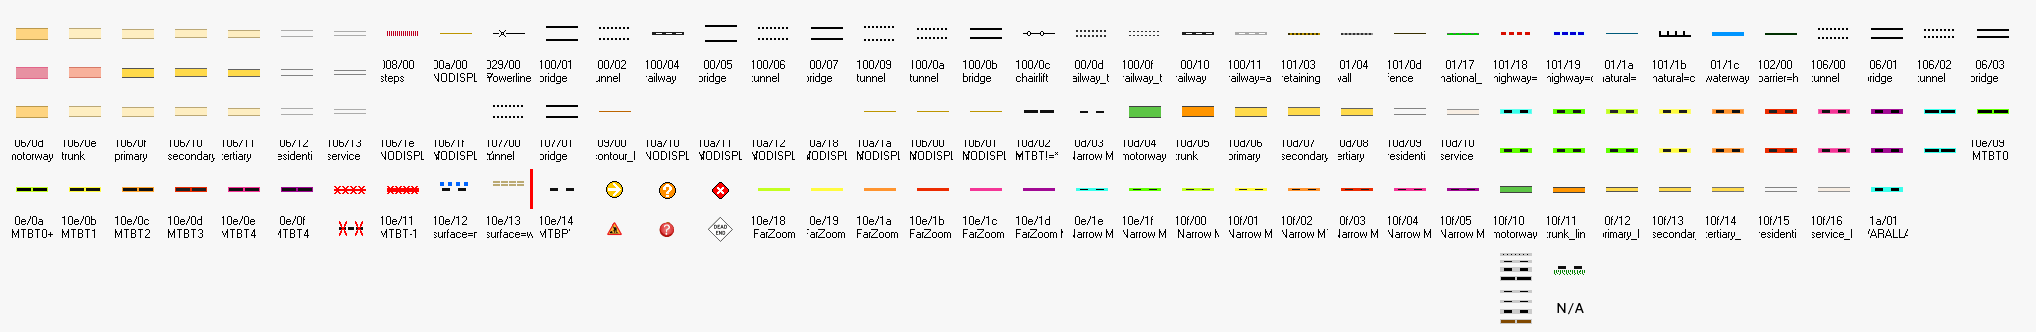 008/00 00a/00 029/00 100/01 00/02 100/04 00/05 100/06 00/07 100/09 100/0a 100/0b 100/0c 00/0d 100/0f 00/10 100/11 101/03 01/04 101/0d 01/17 101/18 101/19 01/1a 101/1b 01/1c 02/00 106/00 06/01 106/02 06/03
steps NODISPL Powerline bridge unnel railway bridge tunnel bridge tunnel tunnel bridge chairlift railway_t railway_t railway railway=a retaining wall fence national_ highway= highway=c natural= natural=c waterway barrier=h tunnel bridge tunnel bridge
06/0d 106/0e 106/0f 106/10 106/11 06/12 106/13 106/1e 106/1f 107/00 107/01 09/00 10a/10 10a/11 10a/12 0a/18 10a/1a 10b/00 10b/01 10d/02 0d/03 10d/04 10d/05 10d/06 10d/07 0d/08 10d/09 10d/10 10e/09
motorway trunk primary secondary tertiary esidenti service NODISPL NODISPL tunnel bridge contour_l NODISPL NODISPL NODISPL NODISPL NODISPL NODISPL NODISPL MTBT!=* Narrow M motorway trunk primary secondary ertiary residenti service MTBT0
0e/0a 10e/0b 10e/0c 10e/0d 10e/0e 0e/0f 10e/11 10e/12 10e/13 10e/14 10e/18 0e/19 10e/1a 10e/1b 10e/1c 10e/1d 0e/1e 10e/1f 10f/00 10f/01 10f/02 0f/03 10f/04 10f/05 10f/10 10f/11 0f/12 10f/13 10f/14 10f/15 10f/16 1a/01
MTBT0+ MTBT1 MTBT2 MTBT3 MTBT4 MTBT4 MTBT-1 surface=r surface=w MTBP' DEAD END FarZoom FarZoom FarZoom FarZoom FarZoom FarZoom Narrow M Narrow M Narrow M Narrow M Narrow M Narrow M Narrow M Narrow M motorway trunk_lin primary_l secondar tertiary_ residenti service_l VARALLA
N/A